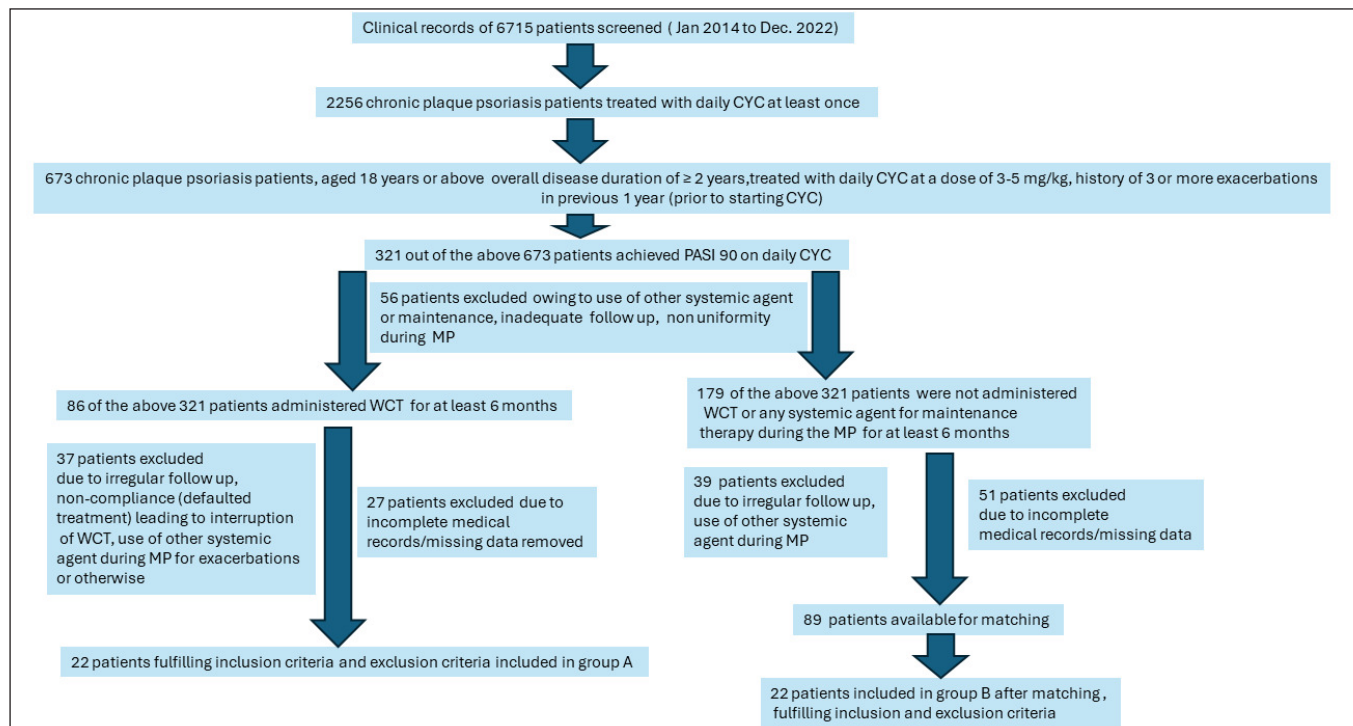 Clinical records of 6715 patients screened ( Jan 2014 to Dec. 2022)
2256 chronic plaque psoriasis patients treated with daily CYC at least once
673 chronic plaque psoriasis patients, aged 18 years or above overall disease duration of ≥ 2 years,treated with daily CYC at a dose of 3-5 mg/kg, history of 3 or more exacerbations
in previous 1 year (prior to starting CYC)
321 out of the above 673 patients achieved PASI 90 on daily CYC
56 patients excluded owing to use of other systemic agent
or maintenance, inadequate follow up, non uniformity
during MP
86 of the above 321 patients administered WCT for at least 6 months
179 of the above 321 patients were not administered
WCT or any systemic agent for maintenance
therapy during the MP for at least 6 months
37 patients excluded
due to irregular follow up,
non-compliance (defaulted
treatment) leading to interruption
of WCT, use of other systemic
agent during MP for exacerbations
or otherwise
27 patients excluded due to
incomplete medical
records/missing data removed
39 patients excluded
due to irregular follow up,
use of other systemic
agent during MP
51 patients excluded
due to incomplete
medical records/missing data
89 patients available for matching
22 patients fulfilling inclusion criteria and exclusion criteria included in group A
22 patients included in group B after matching ,
fulfilling inclusion and exclusion criteria